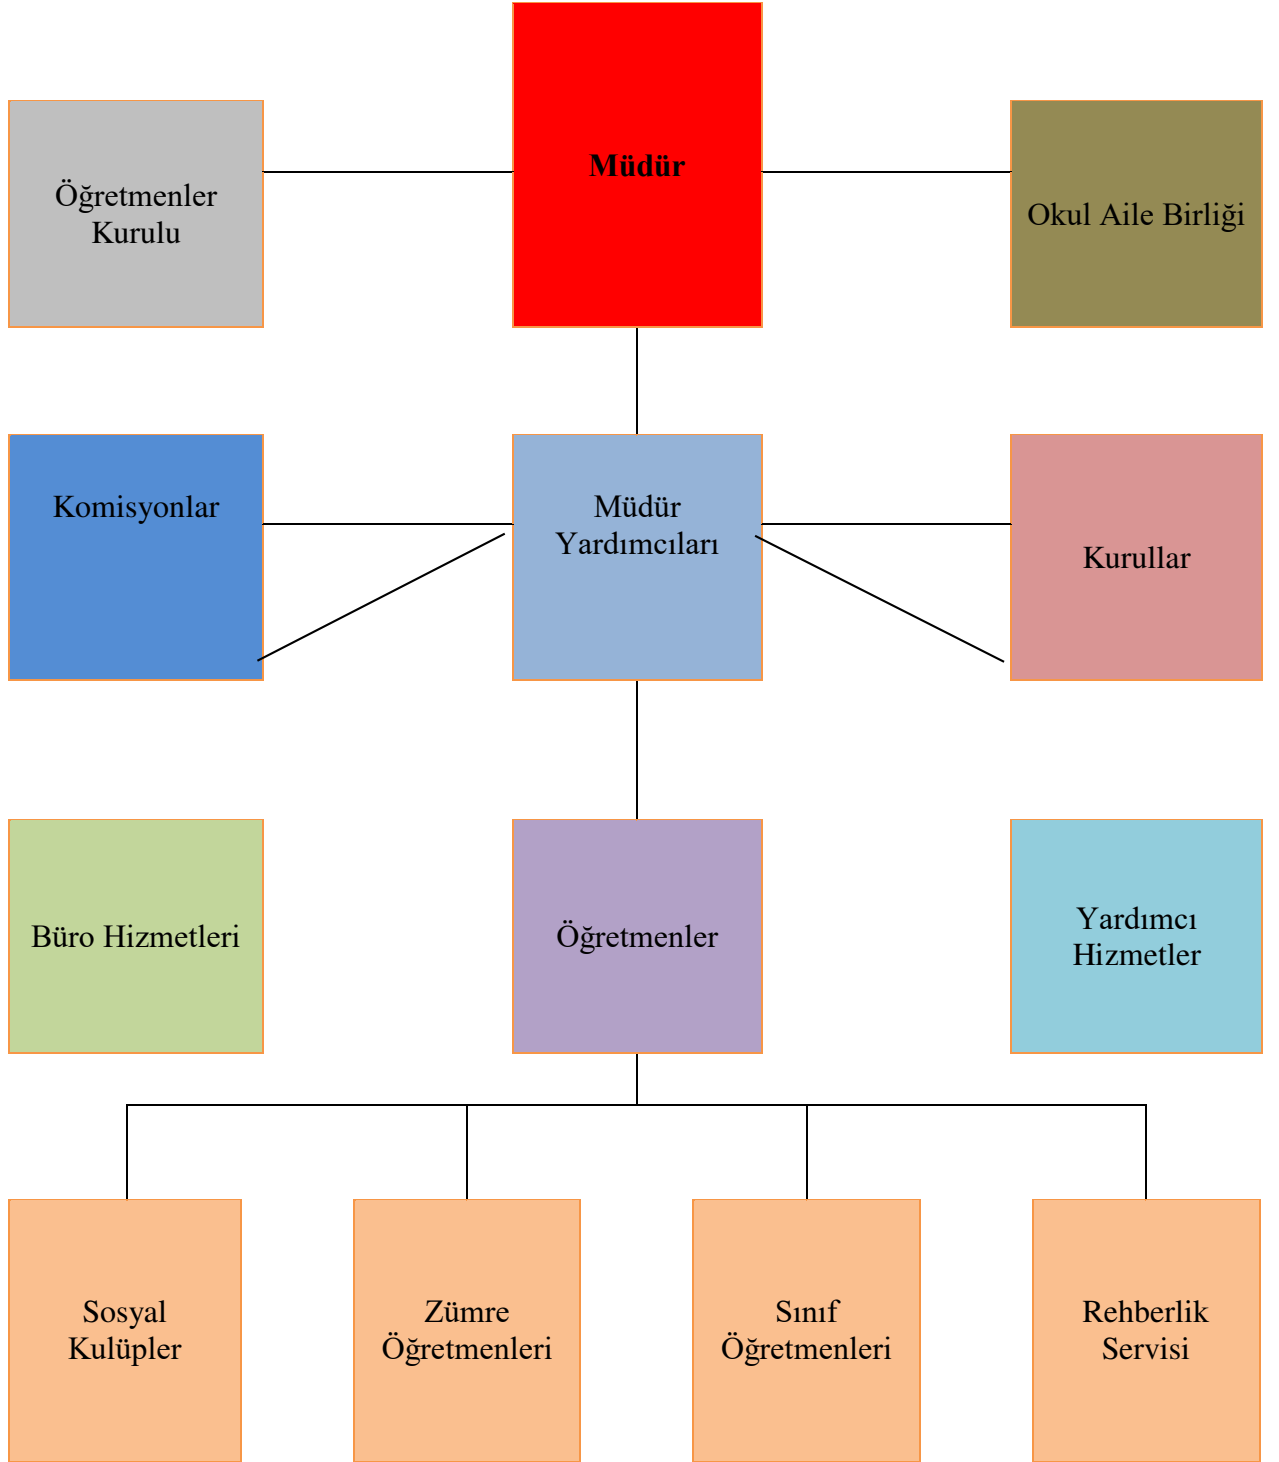 Müdür
Öğretmenler
Kurulu
Okul Aile Birliği
Komisyonlar
Müdür
Yardımcıları
Kurullar
Büro Hizmetleri
Öğretmenler
Yardımcı
Hizmetler
Sosyal
Kulüpler
Zümre
Öğretmenleri
Sınıf
Öğretmenleri
Rehberlik
Servisi